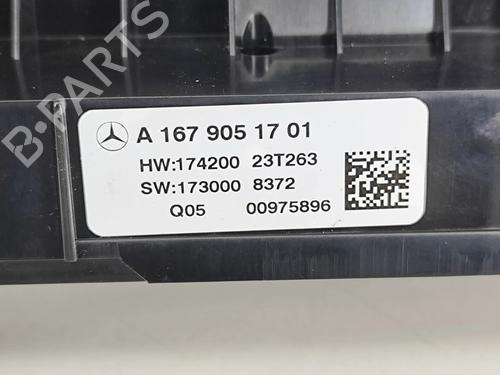 B-PARTS
A 167 905 17 01
HW:174200 23T263
SW:173000 8372
Q05 00975896